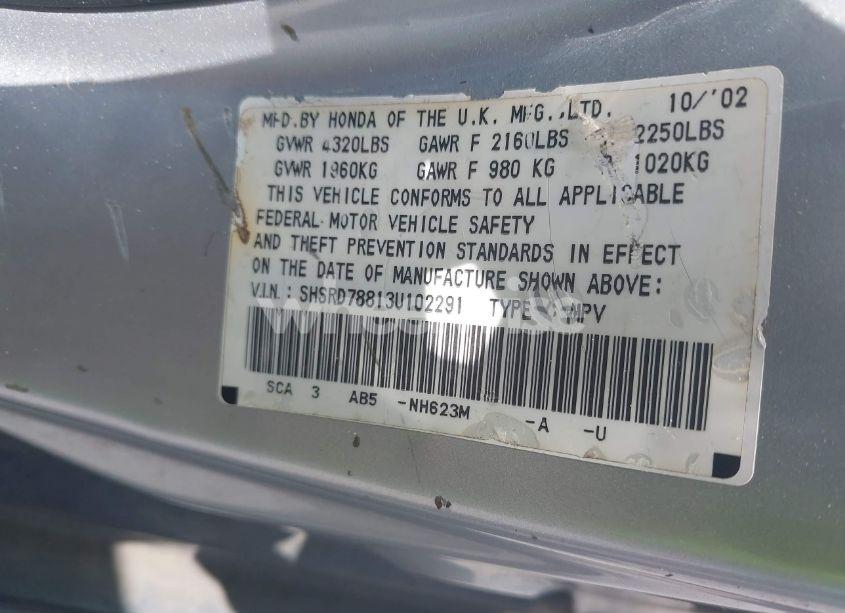 MFD.BY HONDA OF THE U.K. MFG.,LTD. 10/'02
GVWR 4320LBS GAWR F 2160LBS 2250LBS
GVWR 1960KG GAWR F 980 KG 1020KG
THIS VEHICLE CONFORMS TO ALL APPLICABLE
FEDERAL MOTOR VEHICLE SAFETY
AND THEFT PREVENTION STANDARDS IN EFFECT
ON THE DATE OF MANUFACTURE SHOWN ABOVE:
V.I.N.: SHSRD78813U102291 TYPE: MPV
SCA 3 AB5 -NH623M -A -U